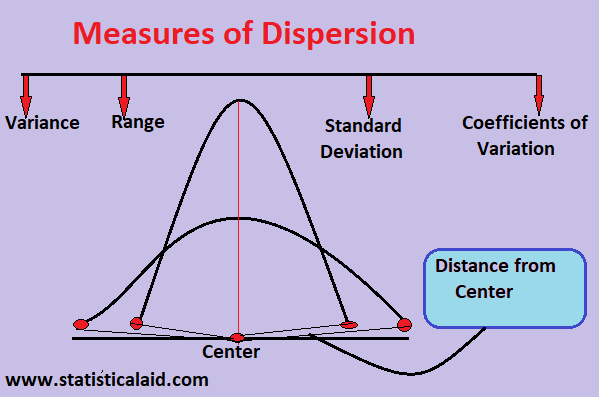 Measures of Dispersion
Variance
Range
Standard
Deviation
Coefficients of
Variation
Distance from
Center
Center
www.statisticalaid.com